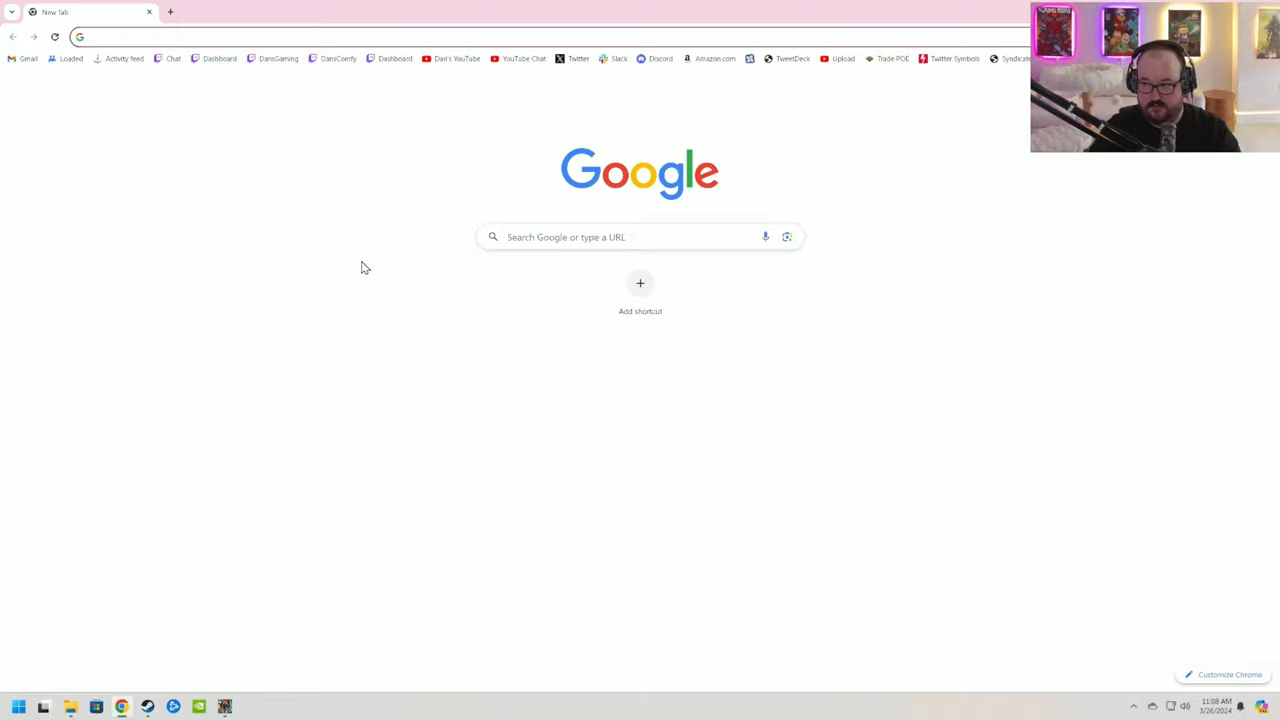 New Tab
Gmail Loaded Activity feed Chat Dashboard DansGaming DansComfy Dashboard Dan's YouTube YouTube Chat Twitter Slack Discord Amazon.com TweetDeck Upload Trade POE Twitter Symbols Syndicate
Google
Search Google or type a URL
Add shortcut
Customize Chrome
11:08 AM
3/26/2024